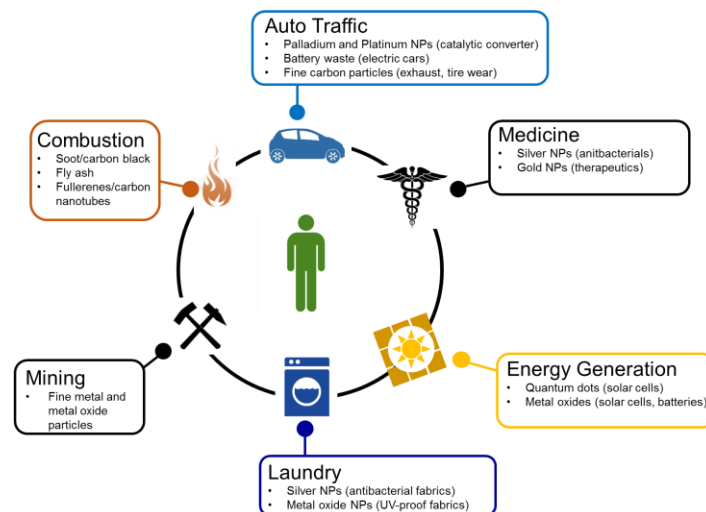 Auto Traffic
• Palladium and Platinum NPs (catalytic converter)
• Battery waste (electric cars)
• Fine carbon particles (exhaust, tire wear)
Combustion
• Soot/carbon black
• Fly ash
• Fullerenes/carbon
nanotubes
Medicine
• Silver NPs (anitbacterials)
• Gold NPs (therapeutics)
Mining
• Fine metal and
metal oxide
particles
Energy Generation
• Quantum dots (solar cells)
• Metal oxides (solar cells, batteries)
Laundry
• Silver NPs (antibacterial fabrics)
• Metal oxide NPs (UV-proof fabrics)